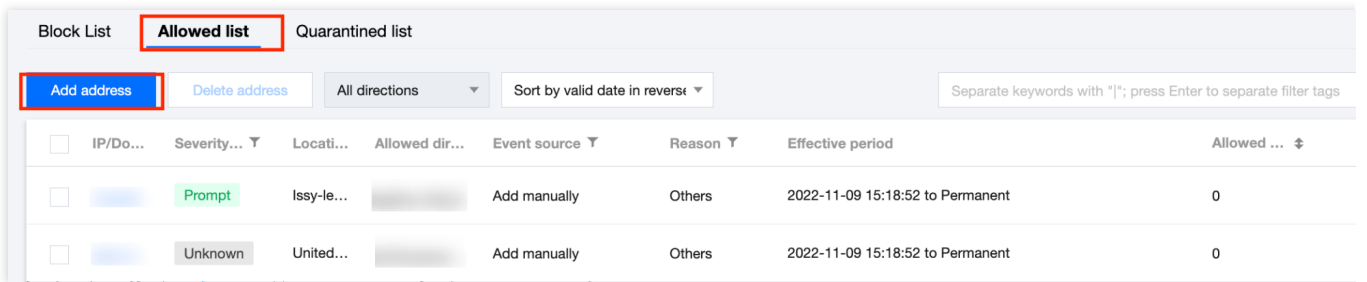 Block List Allowed list Quarantined list
Add address Delete address All directions Sort by valid date in reverse Separate keywords with "|"; press Enter to separate filter tags
IP/Do... Severity... Locati... Allowed dir... Event source Reason Effective period Allowed ...
Prompt Issy-le... Add manually Others 2022-11-09 15:18:52 to Permanent 0
Unknown United... Add manually Others 2022-11-09 15:18:52 to Permanent 0